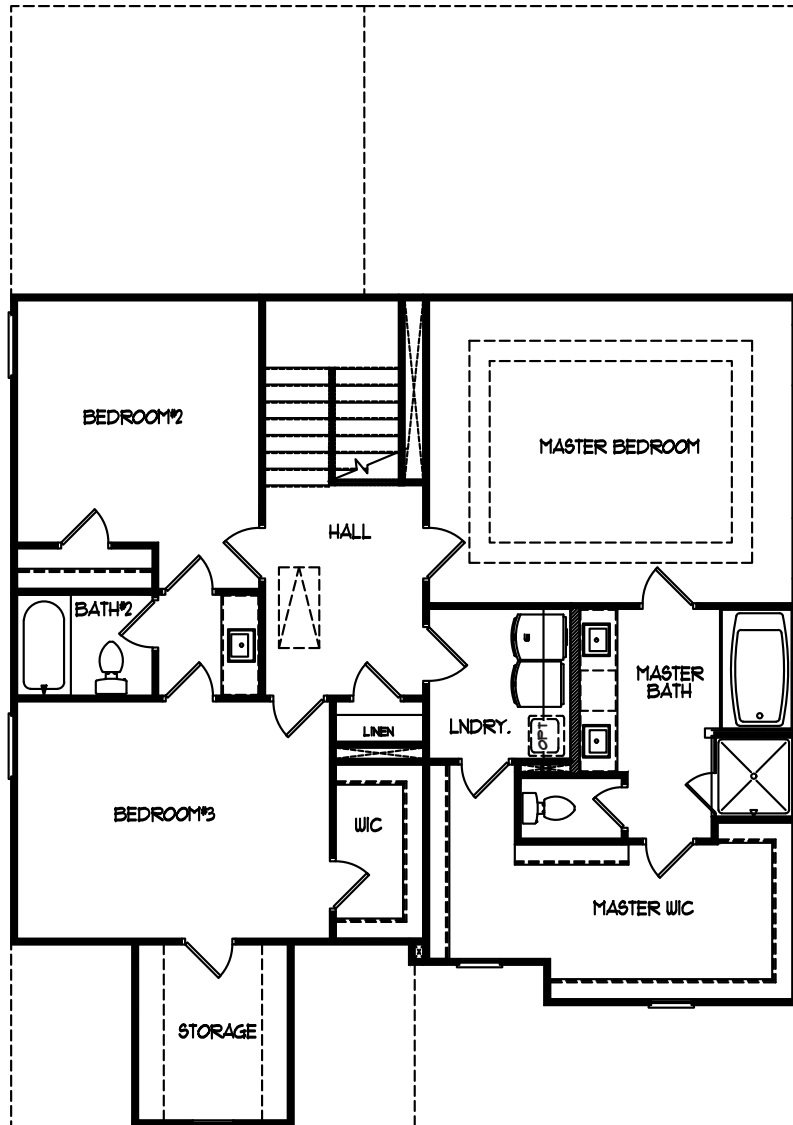 BEDROOM#2
MASTER BEDROOM
HALL
BATH#2
MASTER
BATH
LNDRY.
LINEN
OPT
BEDROOM#3
WIC
MASTER WIC
STORAGE